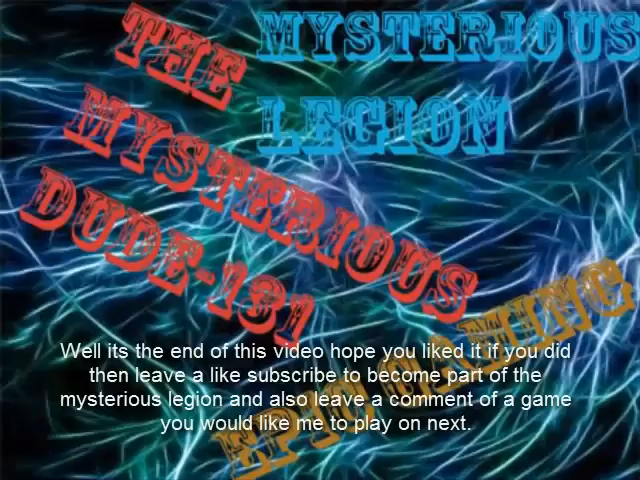 THE
MYSTERIOUS
DUDE-131
MYSTERIOUS
LEGION
EPIC GAMING
Well its the end of this video hope you liked it if you did
then leave a like subscribe to become part of the
mysterious legion and also leave a comment of a game
you would like me to play on next.